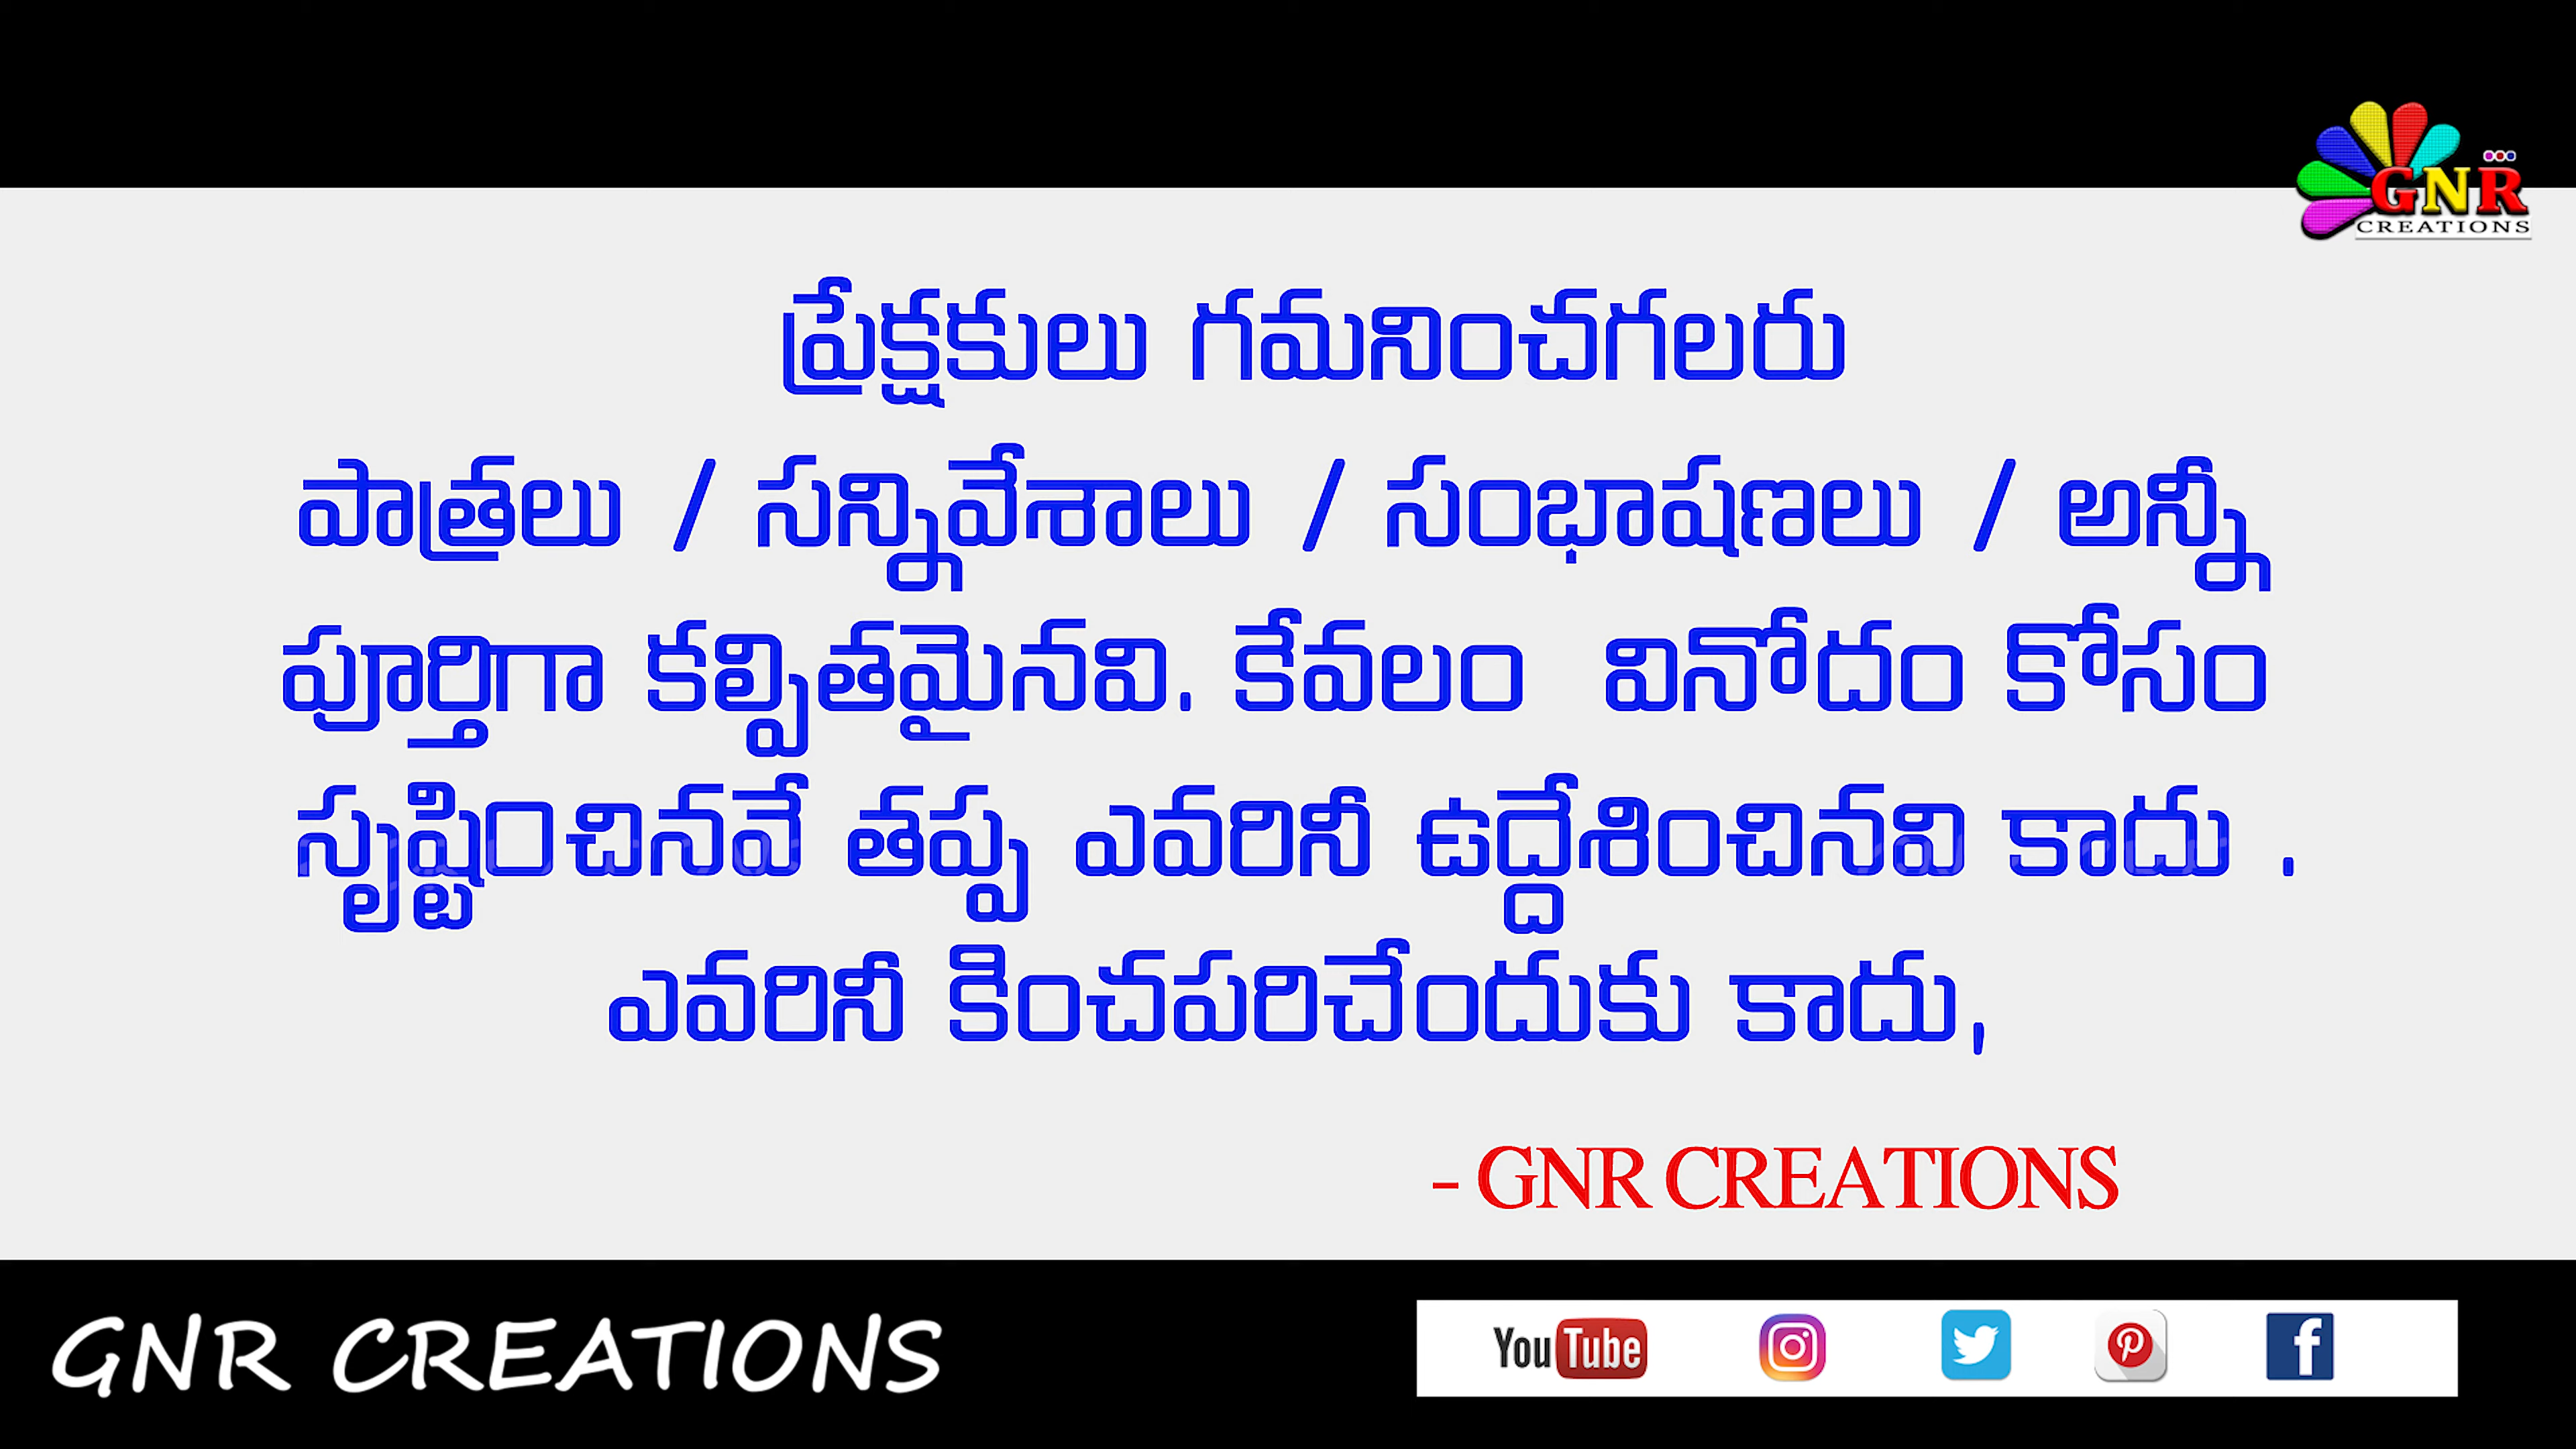 GNR
CREATIONS
ప్రేక్షకులు గమనించగలరు
పాత్రలు / సన్నివేశాలు / సంభాషణలు / అన్నీ
పూర్తిగా కల్పితమైనవి. కేవలం వినోదం కోసం
సృష్టించినవే తప్ప ఎవరినీ ఉద్దేశించినవి కాదు .
ఎవరినీ కించపరిచేందుకు కాదు,
- GNR CREATIONS
GNR CREATIONS
YouTube